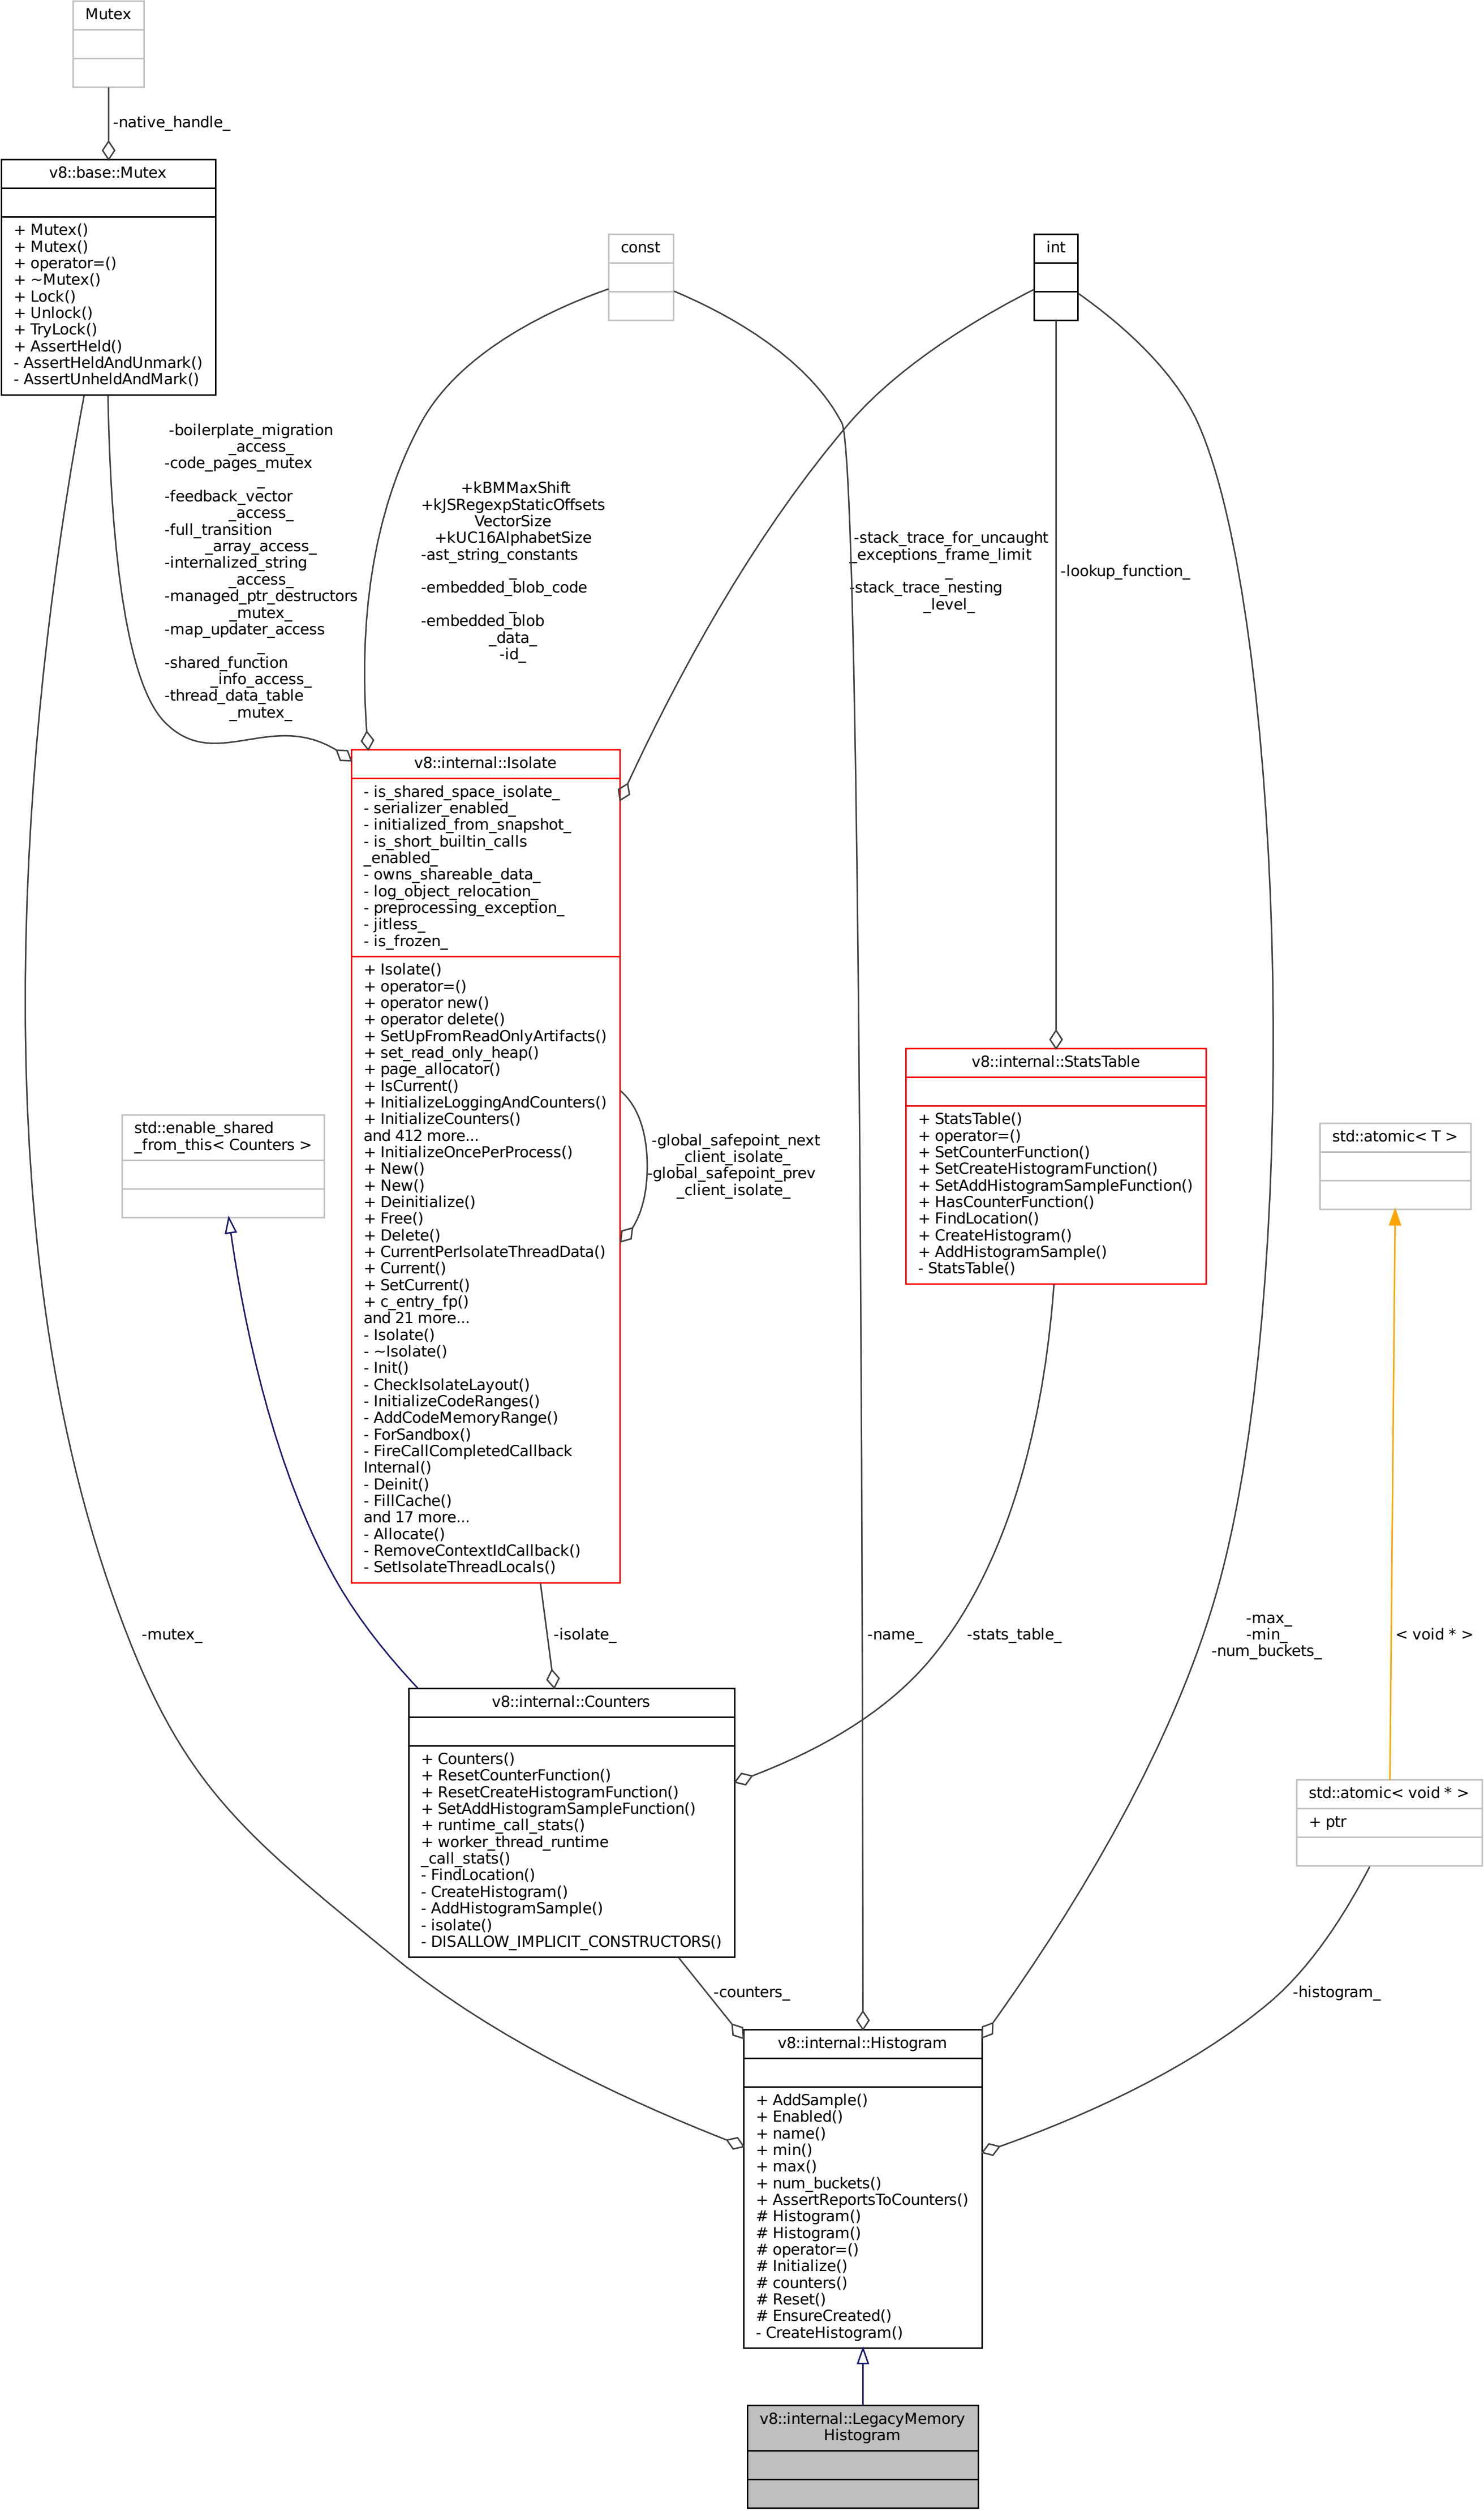 Mutex
-native_handle_
v8::base::Mutex
+ Mutex()
+ Mutex()
+ operator=()
+ ~Mutex()
+ Lock()
+ Unlock()
+ TryLock()
+ AssertHeld()
- AssertHeldAndUnmark()
- AssertUnheldAndMark()
const
int
-boilerplate_migration
_access_
-code_pages_mutex
_
-feedback_vector
_access_
-full_transition
_array_access_
-internalized_string
_access_
-managed_ptr_destructors
_mutex_
-map_updater_access
_
-shared_function
_info_access_
-thread_data_table
_mutex_
+kBMMaxShift
+kJSRegexpStaticOffsets
VectorSize
+kUC16AlphabetSize
-ast_string_constants
_
-embedded_blob_code
_
-embedded_blob
_data_
-id_
-stack_trace_for_uncaught
_exceptions_frame_limit
_
-stack_trace_nesting
_level_
-lookup_function_
v8::internal::Isolate
- is_shared_space_isolate_
- serializer_enabled_
- initialized_from_snapshot_
- is_short_builtin_calls
_enabled_
- owns_shareable_data_
- log_object_relocation_
- preprocessing_exception_
- jitless_
- is_frozen_
+ Isolate()
+ operator=()
+ operator new()
+ operator delete()
+ SetUpFromReadOnlyArtifacts()
+ set_read_only_heap()
+ page_allocator()
+ IsCurrent()
+ InitializeLoggingAndCounters()
+ InitializeCounters()
and 412 more...
+ InitializeOncePerProcess()
+ New()
+ New()
+ Deinitialize()
+ Free()
+ Delete()
+ CurrentPerIsolateThreadData()
+ Current()
+ SetCurrent()
+ c_entry_fp()
and 21 more...
- Isolate()
- ~Isolate()
- Init()
- CheckIsolateLayout()
- InitializeCodeRanges()
- AddCodeMemoryRange()
- ForSandbox()
- FireCallCompletedCallback
Internal()
- Deinit()
- FillCache()
and 17 more...
- Allocate()
- RemoveContextIdCallback()
- SetIsolateThreadLocals()
-global_safepoint_next
_client_isolate_
-global_safepoint_prev
_client_isolate_
v8::internal::StatsTable
+ StatsTable()
+ operator=()
+ SetCounterFunction()
+ SetCreateHistogramFunction()
+ SetAddHistogramSampleFunction()
+ HasCounterFunction()
+ FindLocation()
+ CreateHistogram()
+ AddHistogramSample()
- StatsTable()
std::enable_shared
_from_this< Counters >
std::atomic< T >
-mutex_
-isolate_
-name_
-stats_table_
-max_
-min_
-num_buckets_
< void * >
v8::internal::Counters
+ Counters()
+ ResetCounterFunction()
+ ResetCreateHistogramFunction()
+ SetAddHistogramSampleFunction()
+ runtime_call_stats()
+ worker_thread_runtime
_call_stats()
- FindLocation()
- CreateHistogram()
- AddHistogramSample()
- isolate()
- DISALLOW_IMPLICIT_CONSTRUCTORS()
std::atomic< void * >
+ ptr
-counters_
-histogram_
v8::internal::Histogram
+ AddSample()
+ Enabled()
+ name()
+ min()
+ max()
+ num_buckets()
+ AssertReportsToCounters()
# Histogram()
# Histogram()
# operator=()
# Initialize()
# counters()
# Reset()
# EnsureCreated()
- CreateHistogram()
v8::internal::LegacyMemory
Histogram